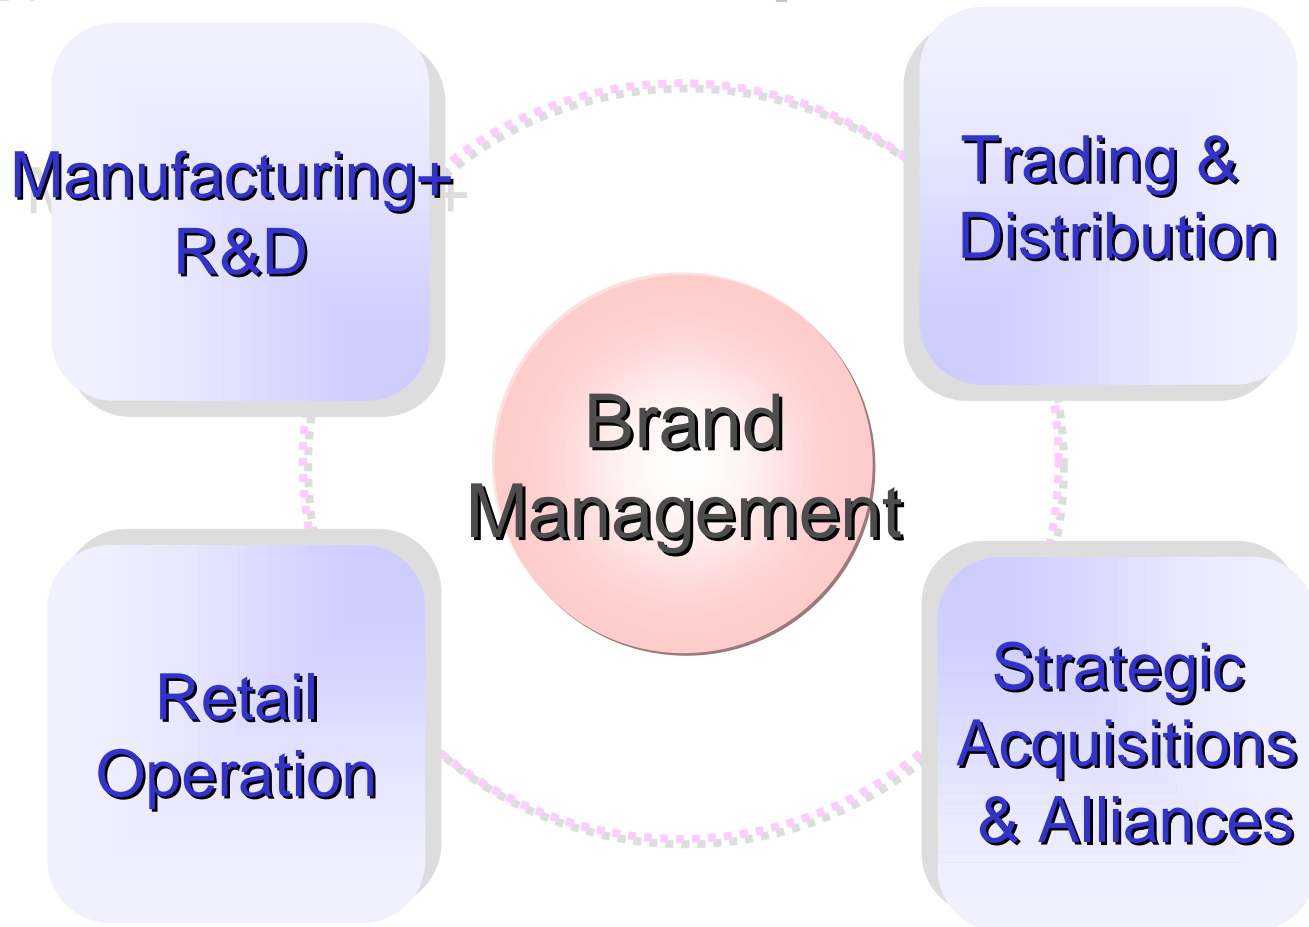 Manufacturing+
R&D
Trading &
Distribution
Brand
Management
Retail
Operation
Strategic
Acquisitions
& Alliances